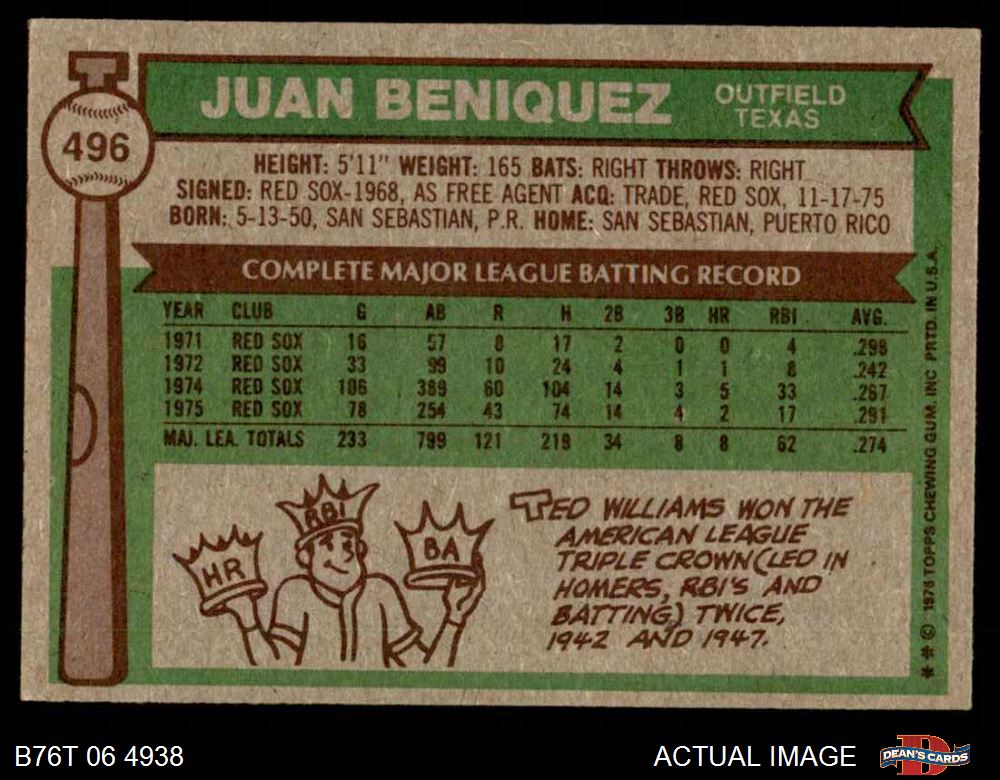 JUAN BENIQUEZ OUTFIELD
TEXAS
496
HEIGHT: 5'11" WEIGHT: 165 BATS: RIGHT THROWS: RIGHT
SIGNED: RED SOX-1968, AS FREE AGENT ACQ: TRADE, RED SOX, 11-17-75
BORN: 5-13-50, SAN SEBASTIAN, P.R. HOME: SAN SEBASTIAN, PUERTO RICO
COMPLETE MAJOR LEAGUE BATTING RECORD
YEAR CLUB G AB R H 2B 3B HR RBI AVG.
1971 RED SOX 16 57 8 17 2 0 0 4 .298
1972 RED SOX 33 99 10 24 4 1 1 8 .242
1974 RED SOX 106 389 60 104 14 3 5 33 .267
1975 RED SOX 78 254 43 74 14 4 2 17 .291
MAJ. LEA. TOTALS 233 799 121 219 34 8 8 62 .274
HR
RBI
BA
TED WILLIAMS WON THE
AMERICAN LEAGUE
TRIPLE CROWN (LED IN
HOMERS, RBI'S AND
BATTING) TWICE,
1942 AND 1947.
* * © 1976 TOPPS CHEWING GUM, INC PRTD. IN U.S.A.
B76T 06 4938
ACTUAL IMAGE
D
DEAN'S CARDS